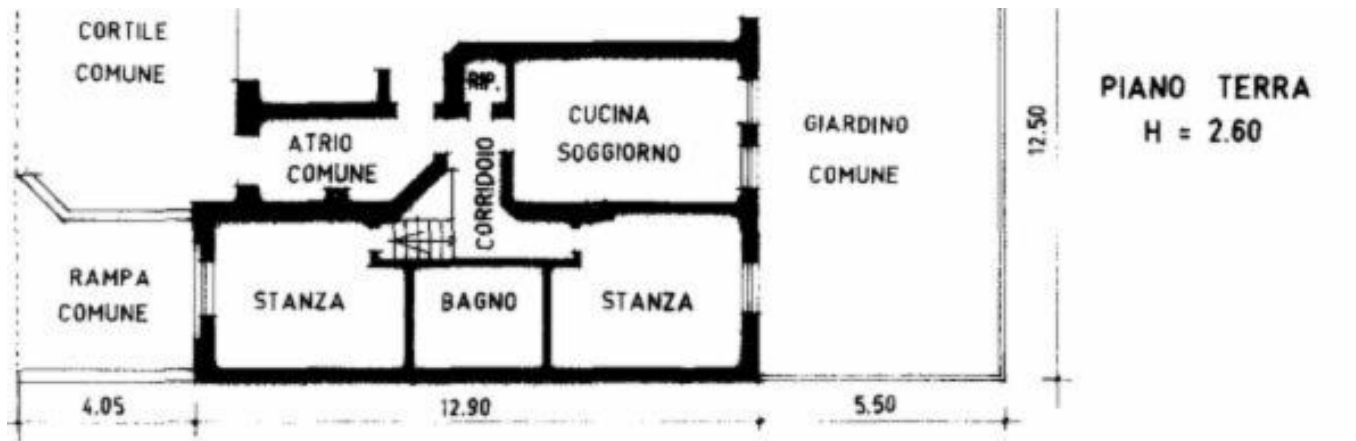 CORTILE
COMUNE
RIP.
CUCINA
SOGGIORNO
ATRIO
COMUNE
CORRIDOIO
GIARDINO
COMUNE
12.50
PIANO TERRA
H = 2.60
RAMPA
COMUNE
STANZA
BAGNO
STANZA
4.05
12.90
5.50